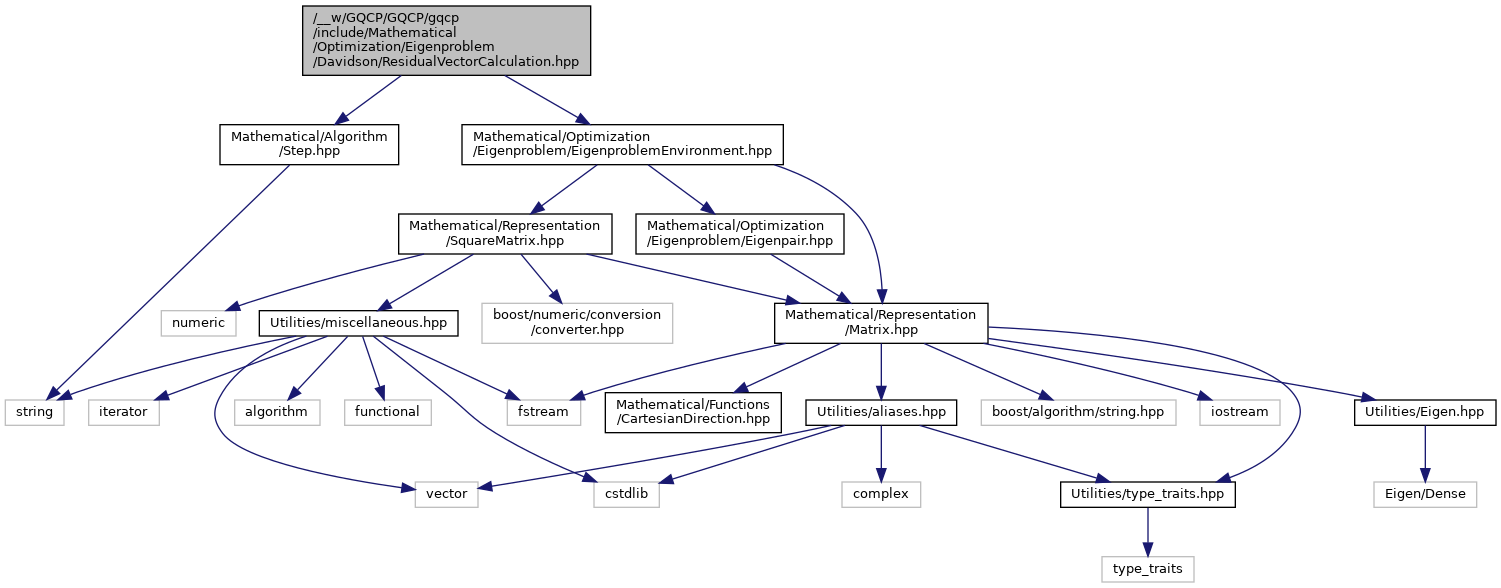 /__w/GQCP/GQCP/gqcp
/include/Mathematical
/Optimization/Eigenproblem
/Davidson/ResidualVectorCalculation.hpp
Mathematical/Algorithm
/Step.hpp
Mathematical/Optimization
/Eigenproblem/EigenproblemEnvironment.hpp
Mathematical/Representation
/SquareMatrix.hpp
Mathematical/Optimization
/Eigenproblem/Eigenpair.hpp
numeric
Utilities/miscellaneous.hpp
boost/numeric/conversion
/converter.hpp
Mathematical/Representation
/Matrix.hpp
string
iterator
algorithm
functional
fstream
Mathematical/Functions
/CartesianDirection.hpp
Utilities/aliases.hpp
boost/algorithm/string.hpp
iostream
Utilities/Eigen.hpp
vector
cstdlib
complex
Utilities/type_traits.hpp
Eigen/Dense
type_traits